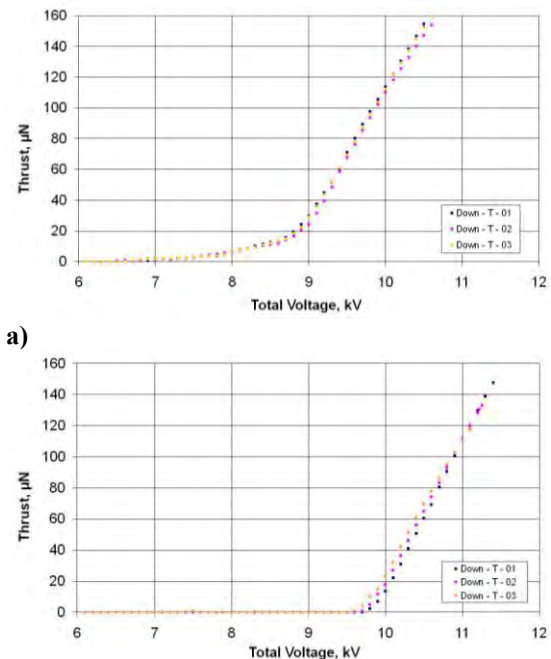 160
140
120
100
80
60
40
20
0
Thrust, µN
6 7 8 9 10 11 12
Total Voltage, kV
Down - T - 01
Down - T - 02
Down - T - 03
a)
160
140
120
100
80
60
40
20
0
Thrust, µN
6 7 8 9 10 11 12
Total Voltage, kV
Down - T - 01
Down - T - 02
Down - T - 03